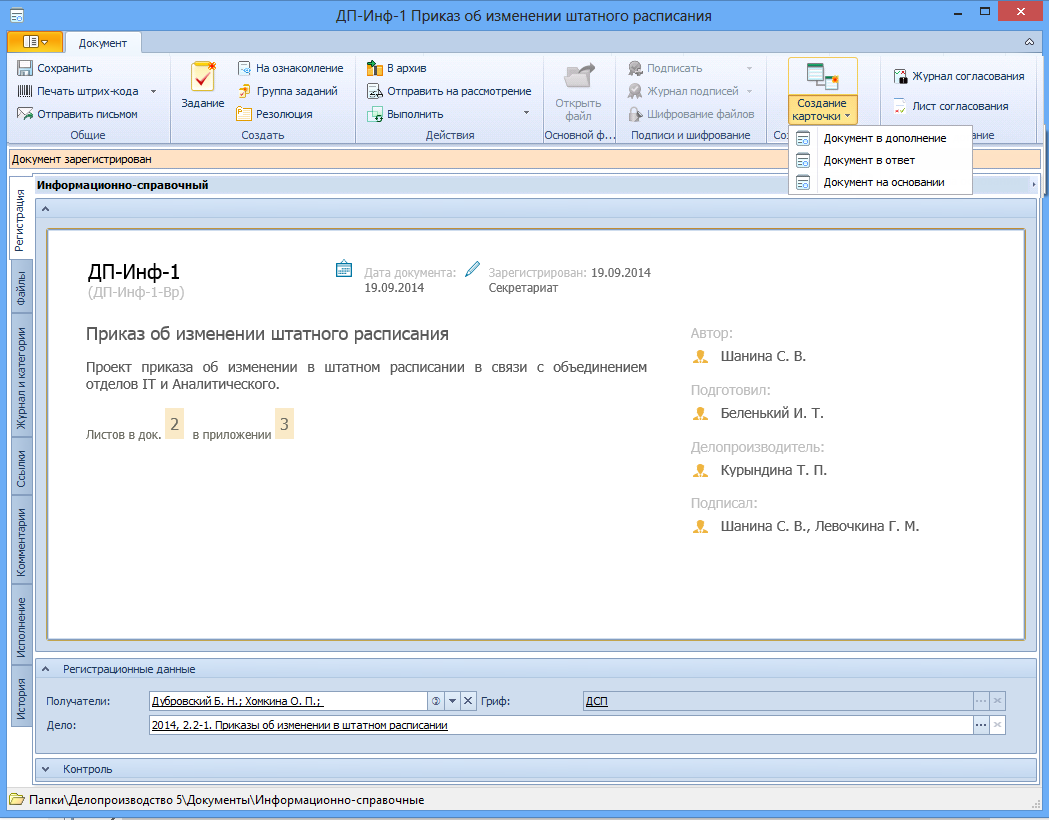 ДП-Инф-1 Приказ об изменении штатного расписания
Документ
Сохранить
Печать штрих-кода
Отправить письмом
Общие
Задание
На ознакомление
Группа заданий
Резолюция
Создать
В архив
Отправить на рассмотрение
Выполнить
Действия
Открыть
файл
Основной ф...
Подписать
Журнал подписей
Шифрование файлов
Подписи и шифрование
Создание
карточки
Журнал согласования
Лист согласования
Документ в дополнение
Документ в ответ
Документ на основании
Документ зарегистрирован
Регистрация
Файлы
Журнал и категории
Ссылки
Комментарии
Исполнение
История
Информационно-справочный
ДП-Инф-1
(ДП-Инф-1-Вр)
Дата документа:
19.09.2014
Зарегистрирован: 19.09.2014
Секретариат
Приказ об изменении штатного расписания
Проект приказа об изменении в штатном расписании в связи с объединением
отделов IT и Аналитического.
Листов в док. 2 в приложении 3
Автор:
Шанина С. В.
Подготовил:
Беленький И. Т.
Делопроизводитель:
Курындина Т. П.
Подписал:
Шанина С. В., Левочкина Г. М.
Регистрационные данные
Получатели: Дубровский Б. Н.; Хомкина О. П.; Гриф: ДСП
Дело: 2014, 2.2-1. Приказы об изменении в штатном расписании
Контроль
Папки\Делопроизводство 5\Документы\Информационно-справочные